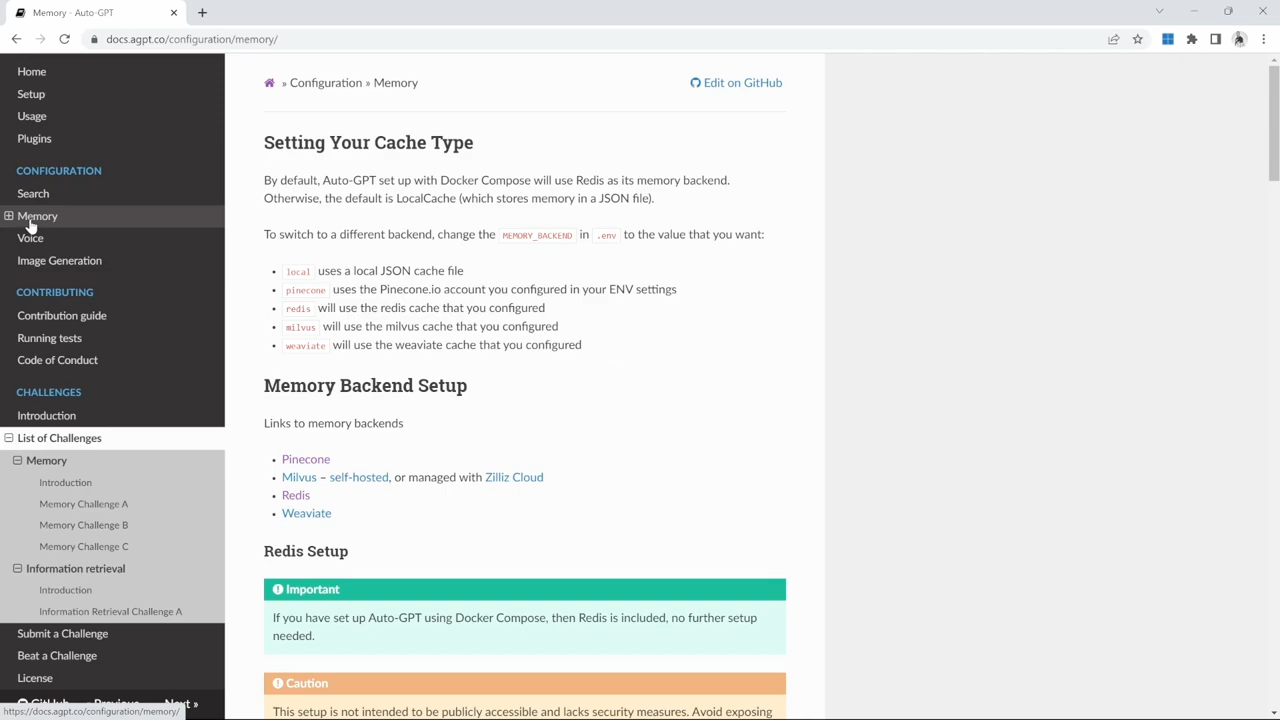 Memory - Auto-GPT
docs.agpt.co/configuration/memory/
Home
Setup
Usage
Plugins
CONFIGURATION
Search
Memory
Voice
Image Generation
CONTRIBUTING
Contribution guide
Running tests
Code of Conduct
CHALLENGES
Introduction
List of Challenges
Memory
Introduction
Memory Challenge A
Memory Challenge B
Memory Challenge C
Information retrieval
Introduction
Information Retrieval Challenge A
Submit a Challenge
Beat a Challenge
License
GitHub « Previous Next »
https://docs.agpt.co/configuration/memory/
» Configuration » Memory
Edit on GitHub
Setting Your Cache Type
By default, Auto-GPT set up with Docker Compose will use Redis as its memory backend.
Otherwise, the default is LocalCache (which stores memory in a JSON file).
To switch to a different backend, change the MEMORY_BACKEND in .env to the value that you want:
• local uses a local JSON cache file
• pinecone uses the Pinecone.io account you configured in your ENV settings
• redis will use the redis cache that you configured
• milvus will use the milvus cache that you configured
• weaviate will use the weaviate cache that you configured
Memory Backend Setup
Links to memory backends
• Pinecone
• Milvus – self-hosted, or managed with Zilliz Cloud
• Redis
• Weaviate
Redis Setup
Important
If you have set up Auto-GPT using Docker Compose, then Redis is included, no further setup
needed.
Caution
This setup is not intended to be publicly accessible and lacks security measures. Avoid exposing